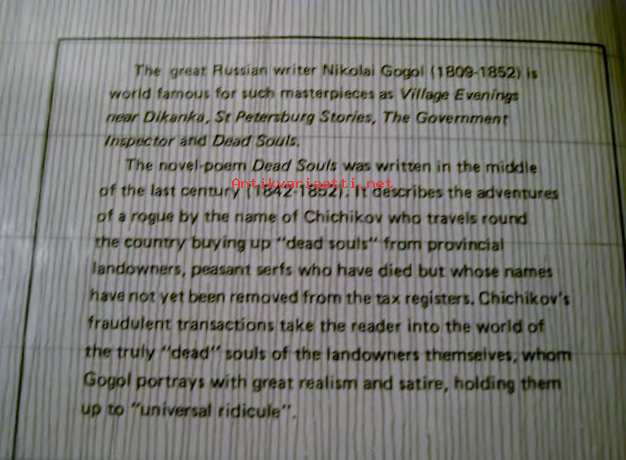 The great Russian writer Nikolai Gogol (1809-1852) is
world famous for such masterpieces as Village Evenings
near Dikanka, St Petersburg Stories, The Government
Inspector and Dead Souls.
The novel-poem Dead Souls was written in the middle
Antikvariaatti.net
of the last century (1842-1852). It describes the adventures
of a rogue by the name of Chichikov who travels round
the country buying up "dead souls" from provincial
landowners, peasant serfs who have died but whose names
have not yet been removed from the tax registers. Chichikov's
fraudulent transactions take the reader into the world of
the truly "dead" souls of the landowners themselves, whom
Gogol portrays with great realism and satire, holding them
up to "universal ridicule".